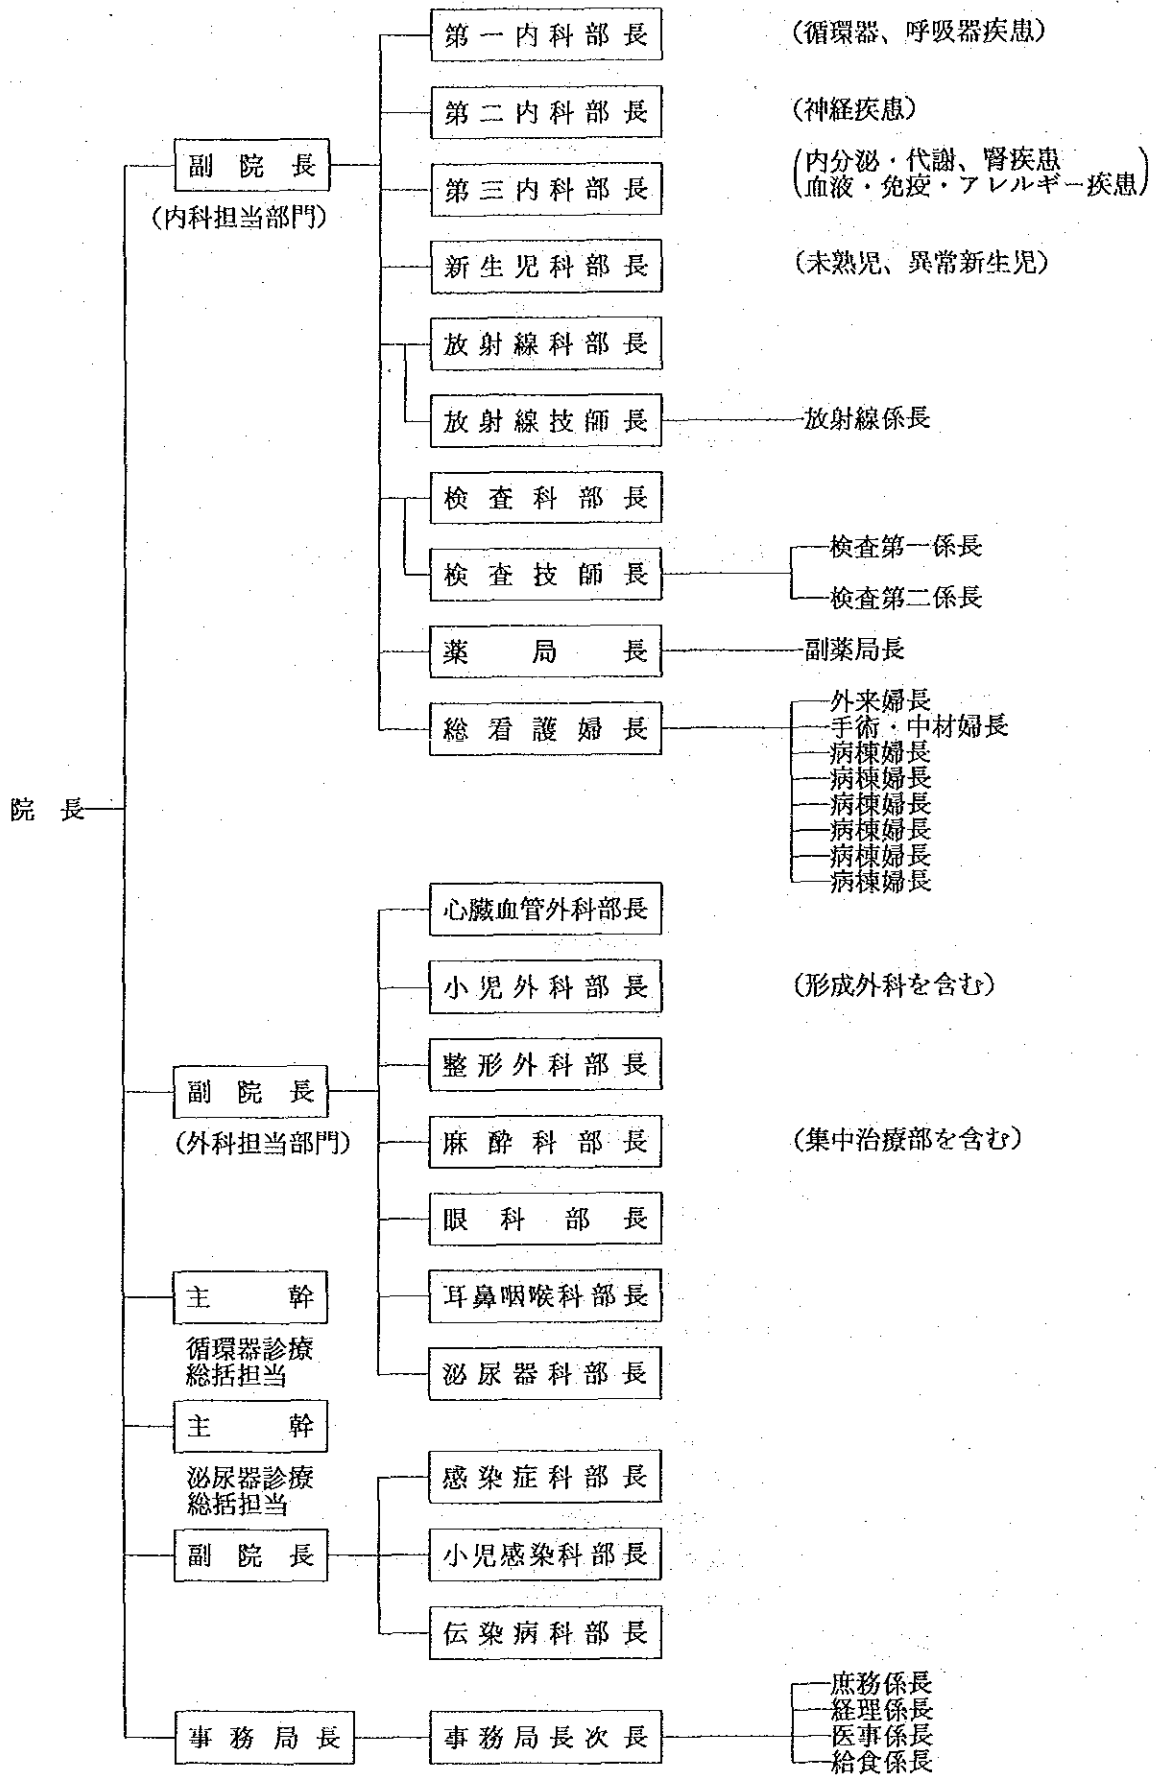 第一内科部長 (循環器、呼吸器疾患)
第二内科部長 (神経疾患)
副院長
(内科担当部門)
第三内科部長 (内分泌・代謝、腎疾患
血液・免疫・アレルギー疾患)
新生児科部長 (未熟児、異常新生児)
放射線科部長
放射線技師長 放射線係長
検査科部長
検査技師長
検査第一係長
検査第二係長
薬局長 副薬局長
総看護婦長
外来婦長
手術・中材婦長
病棟婦長
病棟婦長
病棟婦長
病棟婦長
病棟婦長
病棟婦長
院長
心臓血管外科部長
小児外科部長 (形成外科を含む)
整形外科部長
副院長
(外科担当部門)
麻酔科部長 (集中治療部を含む)
眼科部長
耳鼻咽喉科部長
泌尿器科部長
主幹
循環器診療
総括担当
主幹
泌尿器診療
総括担当
副院長
感染症科部長
小児感染科部長
伝染病科部長
事務局長 事務局長次長
庶務係長
経理係長
医事係長
給食係長